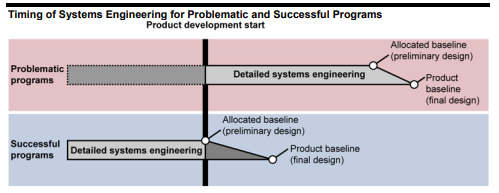 Timing of Systems Engineering for Problematic and Successful Programs
Product development start
Allocated baseline
(preliminary design)
Problematic
programs
Detailed systems engineering
Product
baseline
(final design)
Allocated baseline
(preliminary design)
Successful
programs
Detailed systems engineering
Product baseline
(final design)